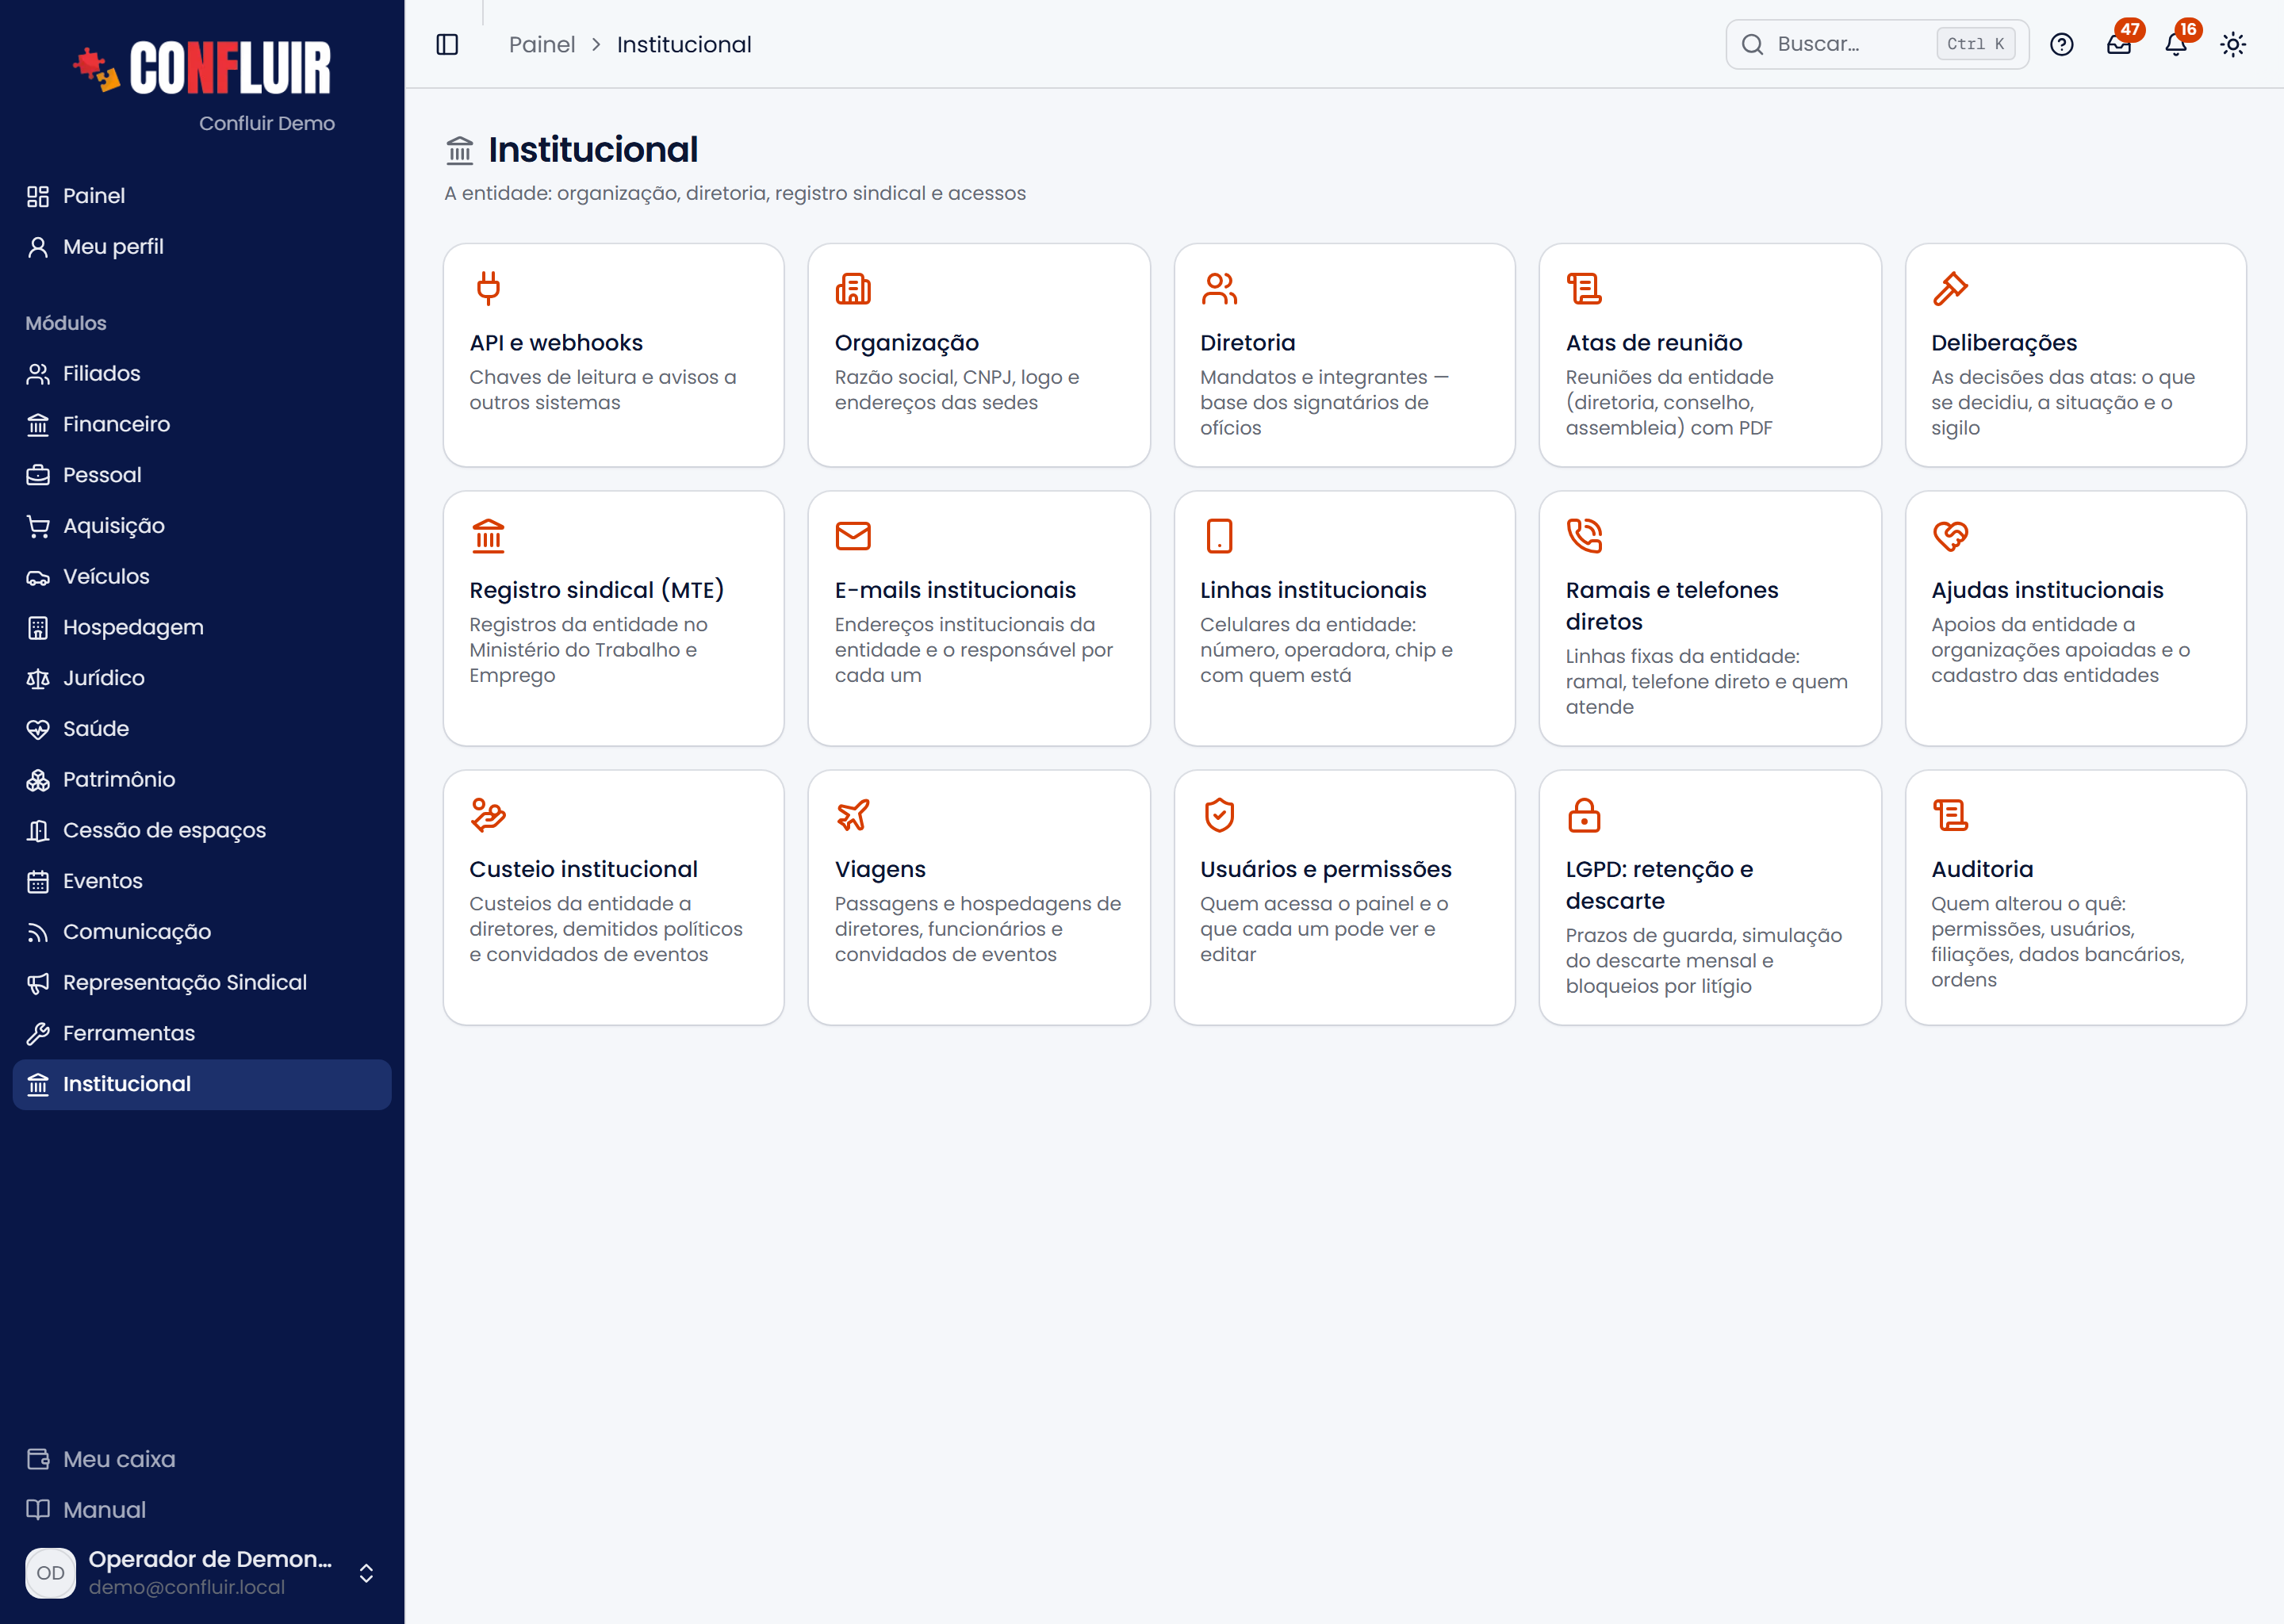 CONFLUIR
Confluir Demo
Painel
Meu perfil
Módulos
Filiados
Financeiro
Pessoal
Aquisição
Veículos
Hospedagem
Jurídico
Saúde
Patrimônio
Cessão de espaços
Eventos
Comunicação
Representação Sindical
Ferramentas
Institucional
Meu caixa
Manual
OD
Operador de Demon...
demo@confluir.local
Painel > Institucional
Buscar...
Ctrl K
47
16
Institucional
A entidade: organização, diretoria, registro sindical e acessos
API e webhooks
Chaves de leitura e avisos a
outros sistemas
Organização
Razão social, CNPJ, logo e
endereços das sedes
Diretoria
Mandatos e integrantes —
base dos signatários de
ofícios
Atas de reunião
Reuniões da entidade
(diretoria, conselho,
assembleia) com PDF
Deliberações
As decisões das atas: o que
se decidiu, a situação e o
sigilo
Registro sindical (MTE)
Registros da entidade no
Ministério do Trabalho e
Emprego
E-mails institucionais
Endereços institucionais da
entidade e o responsável por
cada um
Linhas institucionais
Celulares da entidade:
número, operadora, chip e
com quem está
Ramais e telefones
diretos
Linhas fixas da entidade:
ramal, telefone direto e quem
atende
Ajudas institucionais
Apoios da entidade a
organizações apoiadas e o
cadastro das entidades
Custeio institucional
Custeios da entidade a
diretores, demitidos políticos
e convidados de eventos
Viagens
Passagens e hospedagens de
diretores, funcionários e
convidados de eventos
Usuários e permissões
Quem acessa o painel e o
que cada um pode ver e
editar
LGPD: retenção e
descarte
Prazos de guarda, simulação
do descarte mensal e
bloqueios por litígio
Auditoria
Quem alterou o quê:
permissões, usuários,
filiações, dados bancários,
ordens